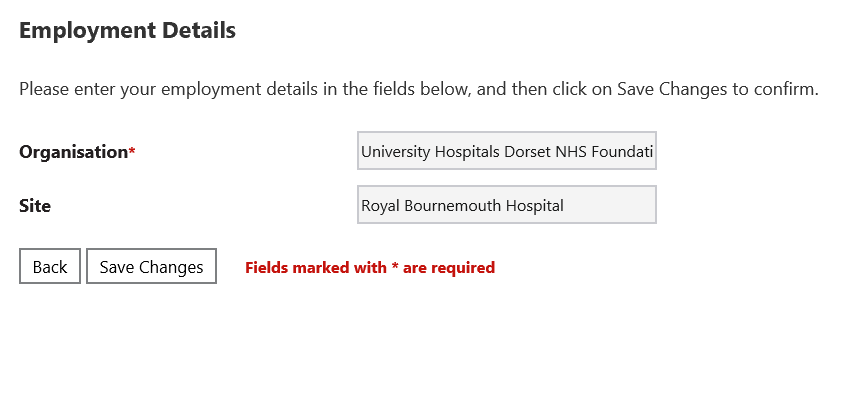 Employment Details
Please enter your employment details in the fields below, and then click on Save Changes to confirm.
Organisation* University Hospitals Dorset NHS Foundati
Site Royal Bournemouth Hospital
Back Save Changes Fields marked with * are required